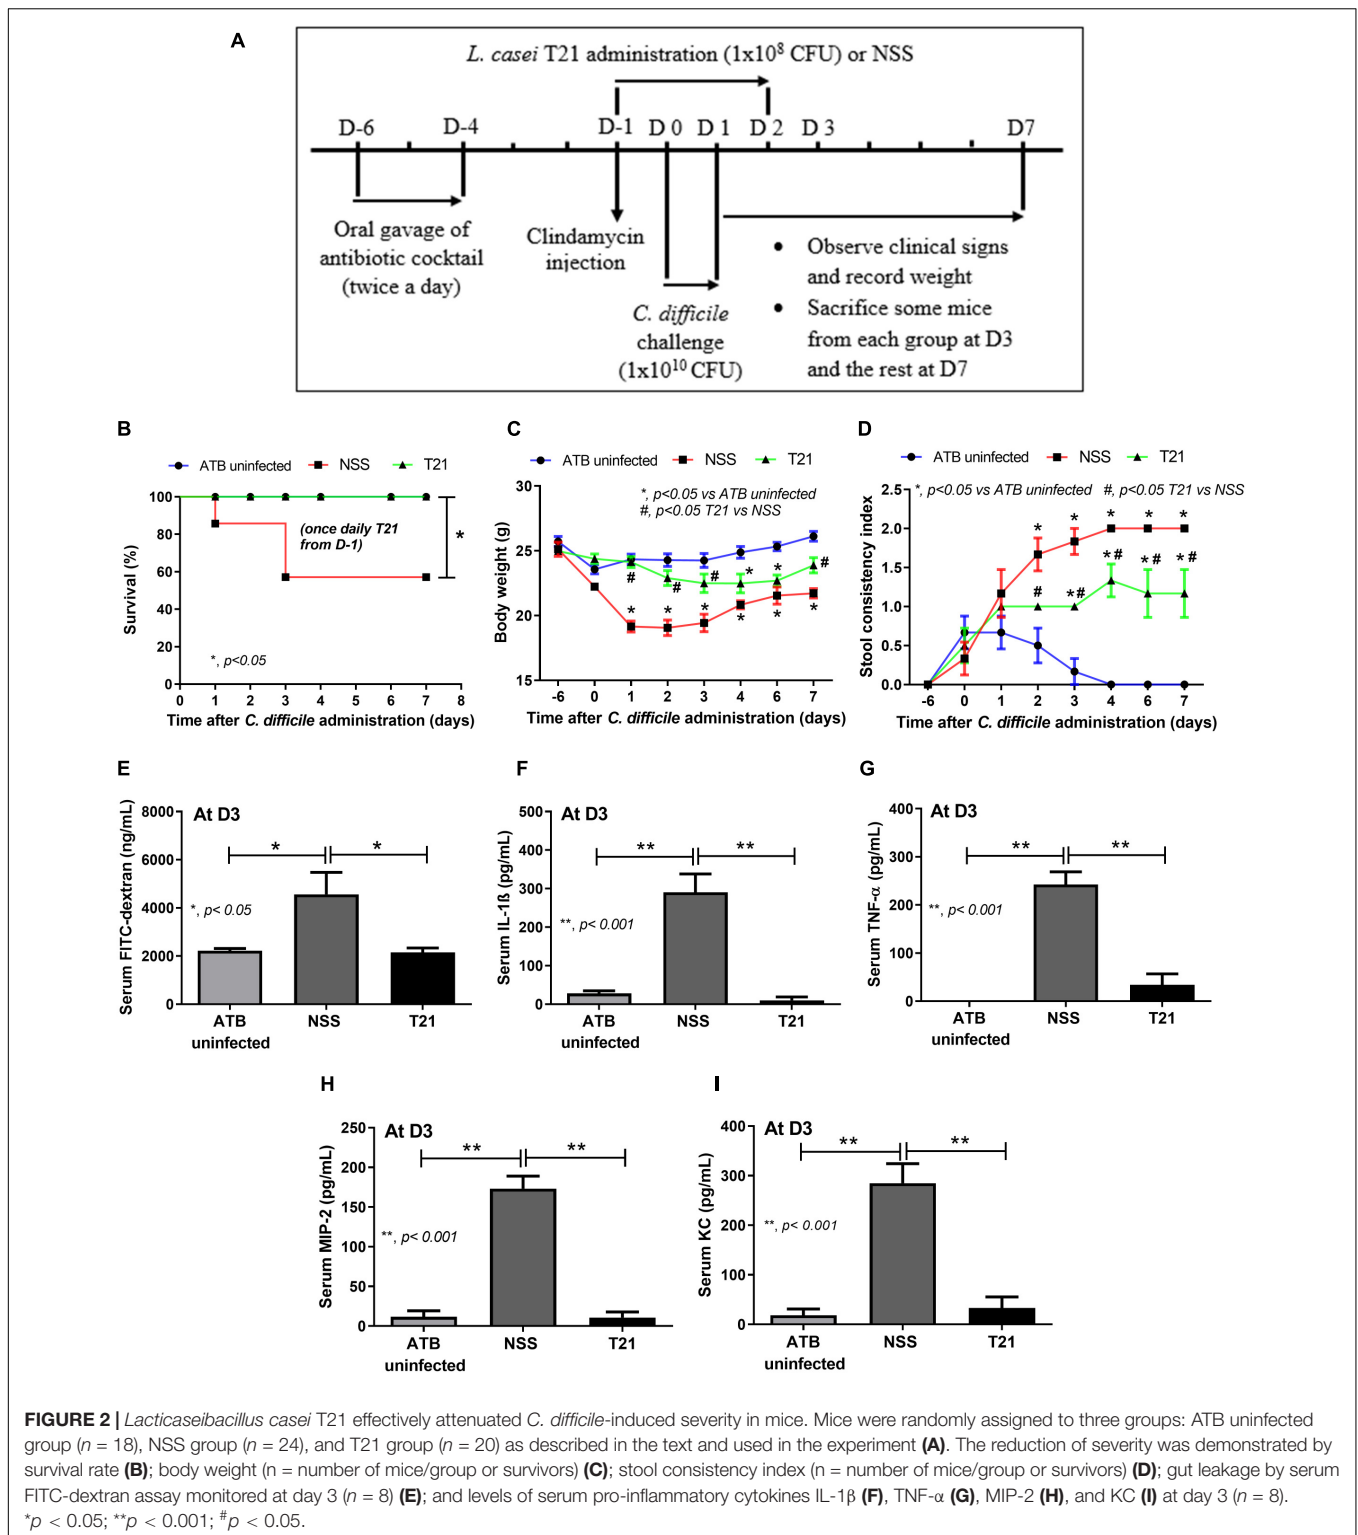 A
L. casei T21 administration (1x10⁸ CFU) or NSS
D-6 D-4 D-1 D 0 D 1 D 2 D 3 D7
Oral gavage of
antibiotic cocktail
(twice a day)
Clindamycin
injection
C. difficile
challenge
(1x10¹⁰ CFU)
• Observe clinical signs
and record weight
• Sacrifice some mice
from each group at D3
and the rest at D7
B
ATB uninfected NSS T21
Survival (%)
100
80
60
40
20
0
(once daily T21
from D-1)
*
*, p<0.05
0 1 2 3 4 5 6 7 8
Time after C. difficile administration (days)
C
ATB uninfected NSS T21
*, p<0.05 vs ATB uninfected
#, p<0.05 T21 vs NSS
Body weight (g)
30
25
20
15
# # # * * #
* * * * * *
-6 0 1 2 3 4 6 7
Time after C. difficile administration (days)
D
ATB uninfected NSS T21
*, p<0.05 vs ATB uninfected #, p<0.05 T21 vs NSS
Stool consistency index
2.5
2.0
1.5
1.0
0.5
0.0
* * * * *
# *# *# *# *#
-6 0 1 2 3 4 6 7
Time after C. difficile administration (days)
E
At D3
Serum FITC-dextran (ng/mL)
8000
6000
4000
2000
0
* *
*, p< 0.05
ATB NSS T21
uninfected
F
At D3
Serum IL-1ß (pg/mL)
500
400
300
200
100
0
** **
**, p< 0.001
ATB NSS T21
uninfected
G
At D3
Serum TNF-α (pg/mL)
400
300
200
100
0
** **
**, p< 0.001
ATB NSS T21
uninfected
H
At D3
Serum MIP-2 (pg/mL)
250
200
150
100
50
0
** **
**, p< 0.001
ATB NSS T21
uninfected
I
At D3
Serum KC (pg/mL)
400
300
200
100
0
** **
**, p< 0.001
ATB NSS T21
uninfected
FIGURE 2 | Lacticaseibacillus casei T21 effectively attenuated C. difficile-induced severity in mice. Mice were randomly assigned to three groups: ATB uninfected
group (n = 18), NSS group (n = 24), and T21 group (n = 20) as described in the text and used in the experiment (A). The reduction of severity was demonstrated by
survival rate (B); body weight (n = number of mice/group or survivors) (C); stool consistency index (n = number of mice/group or survivors) (D); gut leakage by serum
FITC-dextran assay monitored at day 3 (n = 8) (E); and levels of serum pro-inflammatory cytokines IL-1β (F), TNF-α (G), MIP-2 (H), and KC (I) at day 3 (n = 8).
*p < 0.05; **p < 0.001; #p < 0.05.